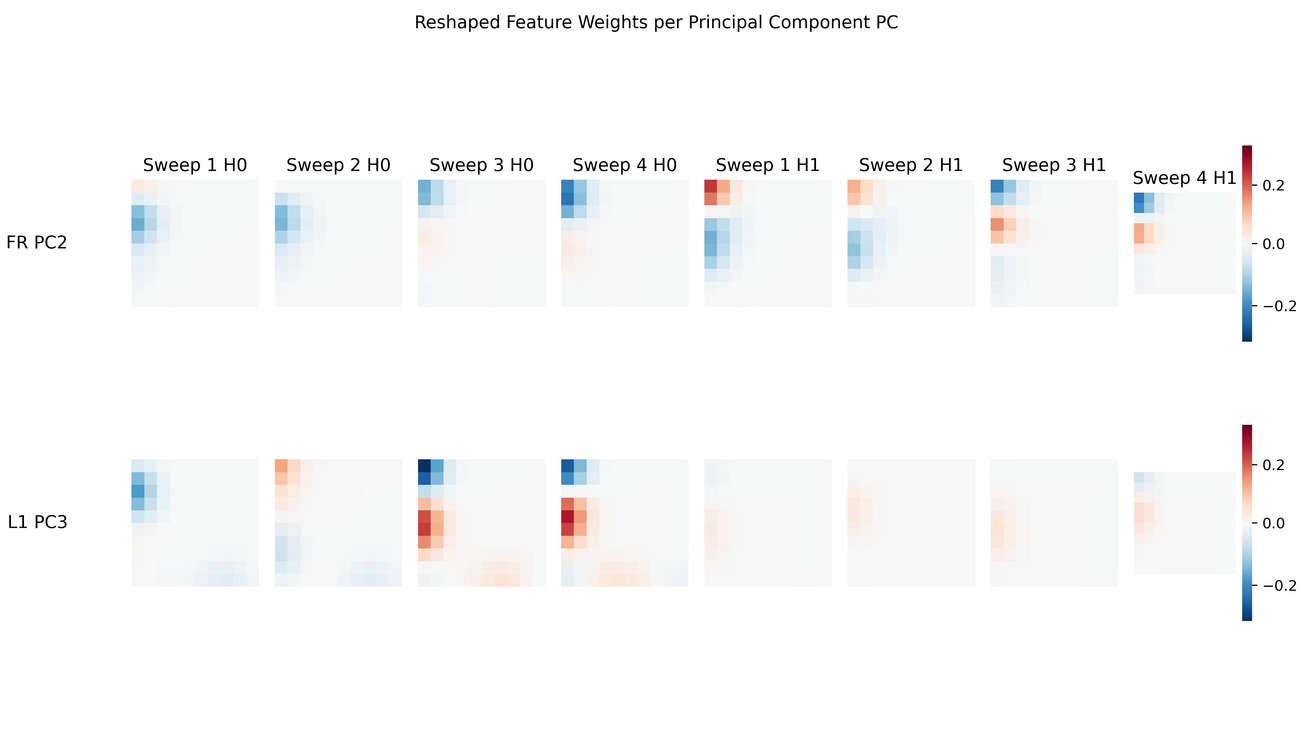 Reshaped Feature Weights per Principal Component PC
Sweep 1 H0 Sweep 2 H0 Sweep 3 H0 Sweep 4 H0 Sweep 1 H1 Sweep 2 H1 Sweep 3 H1 Sweep 4 H1
FR PC2
0.2
0.0
−0.2
L1 PC3
0.2
0.0
−0.2